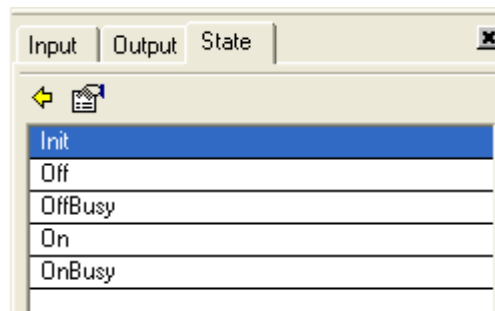 Input Output State
Init
Off
OffBusy
On
OnBusy